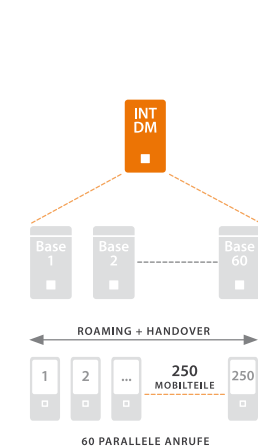 INT
DM
Base
1
Base
2
Base
60
ROAMING + HANDOVER
1
2
...
250
MOBILTEILE
250
60 PARALLELE ANRUFE